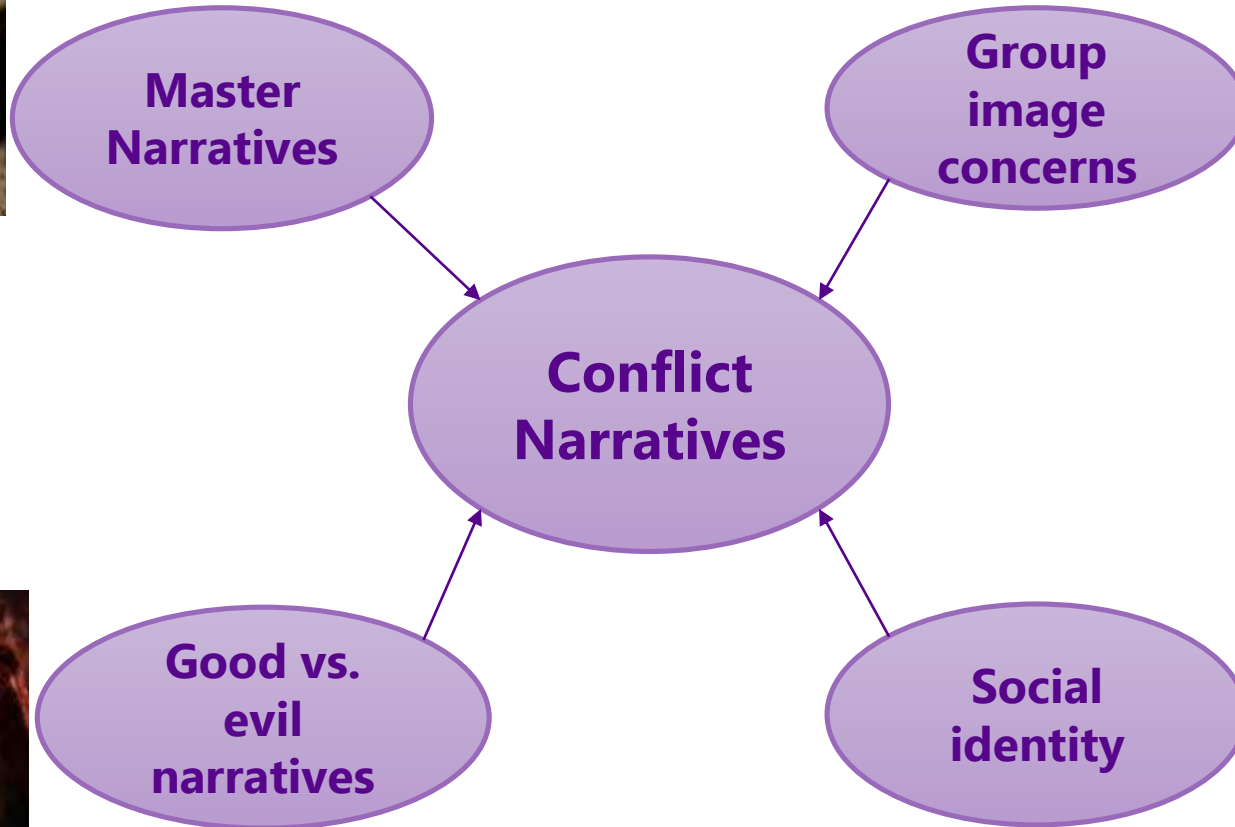 Master
Narratives
Group
image
concerns
Conflict
Narratives
Good vs.
evil
narratives
Social
identity